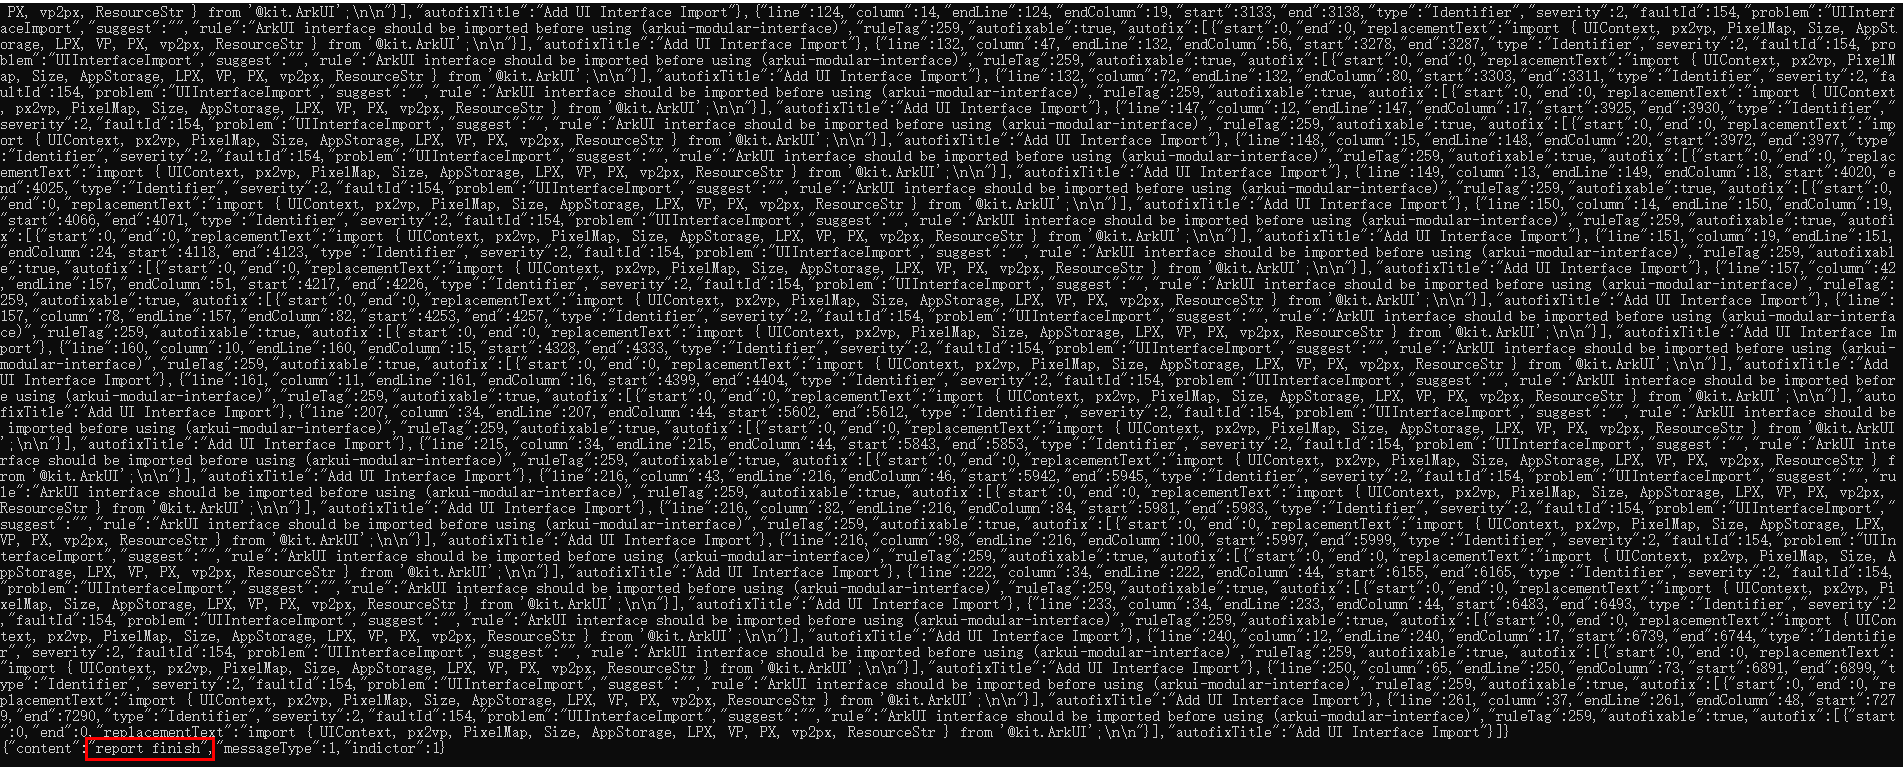 PX, vp2px, ResourceStr } from '@kit.ArkUI';\n\n"}],"autofixTitle":"Add UI Interface Import"}, {"line":124,"column":14,"endLine":124,"endColumn":19,"start":3133,"end":3138,"type":"Identifier","severity":2,"faultId":154,"problem":"UIInterf
aceImport","suggest":"","rule":"ArkUI interface should be imported before using (arkui-modular-interface)","ruleTag":259,"autofixable":true,"autofix":[{"start":0,"end":0,"replacementText":"import { UIContext, px2vp, PixelMap, Size, AppSt
orage, LPX, VP, PX, vp2px, ResourceStr } from '@kit.ArkUI';\n\n"}],"autofixTitle":"Add UI Interface Import"}, {"line":132,"column":47,"endLine":132,"endColumn":56,"start":3278,"end":3287,"type":"Identifier","severity":2,"faultId":154,"pro
blem":"UIInterfaceImport","suggest":"","rule":"ArkUI interface should be imported before using (arkui-modular-interface)","ruleTag":259,"autofixable":true,"autofix":[{"start":0,"end":0,"replacementText":"import { UIContext, px2vp, PixelM
ap, Size, AppStorage, LPX, VP, PX, vp2px, ResourceStr } from '@kit.ArkUI';\n\n"}],"autofixTitle":"Add UI Interface Import"}, {"line":132,"column":72,"endLine":132,"endColumn":80,"start":3303,"end":3311,"type":"Identifier","severity":2,"fa
ultId":154,"problem":"UIInterfaceImport","suggest":"","rule":"ArkUI interface should be imported before using (arkui-modular-interface)","ruleTag":259,"autofixable":true,"autofix":[{"start":0,"end":0,"replacementText":"import { UIContext
, px2vp, PixelMap, Size, AppStorage, LPX, VP, PX, vp2px, ResourceStr } from '@kit.ArkUI';\n\n"}],"autofixTitle":"Add UI Interface Import"}, {"line":147,"column":12,"endLine":147,"endColumn":17,"start":3925,"end":3930,"type":"Identifier","
severity":2,"faultId":154,"problem":"UIInterfaceImport","suggest":"","rule":"ArkUI interface should be imported before using (arkui-modular-interface)","ruleTag":259,"autofixable":true,"autofix":[{"start":0,"end":0,"replacementText":"imp
ort { UIContext, px2vp, PixelMap, Size, AppStorage, LPX, VP, PX, vp2px, ResourceStr } from '@kit.ArkUI';\n\n"}],"autofixTitle":"Add UI Interface Import"}, {"line":148,"column":15,"endLine":148,"endColumn":20,"start":3972,"end":3977,"type"
:"Identifier","severity":2,"faultId":154,"problem":"UIInterfaceImport","suggest":"","rule":"ArkUI interface should be imported before using (arkui-modular-interface)","ruleTag":259,"autofixable":true,"autofix":[{"start":0,"end":0,"replac
ementText":"import { UIContext, px2vp, PixelMap, Size, AppStorage, LPX, VP, PX, vp2px, ResourceStr } from '@kit.ArkUI';\n\n"}],"autofixTitle":"Add UI Interface Import"}, {"line":149,"column":13,"endLine":149,"endColumn":18,"start":4020,"e
nd":4025,"type":"Identifier","severity":2,"faultId":154,"problem":"UIInterfaceImport","suggest":"","rule":"ArkUI interface should be imported before using (arkui-modular-interface)","ruleTag":259,"autofixable":true,"autofix":[{"start":0,
"end":0,"replacementText":"import { UIContext, px2vp, PixelMap, Size, AppStorage, LPX, VP, PX, vp2px, ResourceStr } from '@kit.ArkUI';\n\n"}],"autofixTitle":"Add UI Interface Import"}, {"line":150,"column":14,"endLine":150,"endColumn":19,
"start":4066,"end":4071,"type":"Identifier","severity":2,"faultId":154,"problem":"UIInterfaceImport","suggest":"","rule":"ArkUI interface should be imported before using (arkui-modular-interface)","ruleTag":259,"autofixable":true,"autofi
x":[{"start":0,"end":0,"replacementText":"import { UIContext, px2vp, PixelMap, Size, AppStorage, LPX, VP, PX, vp2px, ResourceStr } from '@kit.ArkUI';\n\n"}],"autofixTitle":"Add UI Interface Import"}, {"line":151,"column":19,"endLine":151,
"endColumn":24,"start":4118,"end":4123,"type":"Identifier","severity":2,"faultId":154,"problem":"UIInterfaceImport","suggest":"","rule":"ArkUI interface should be imported before using (arkui-modular-interface)","ruleTag":259,"autofixabl
e":true,"autofix":[{"start":0,"end":0,"replacementText":"import { UIContext, px2vp, PixelMap, Size, AppStorage, LPX, VP, PX, vp2px, ResourceStr } from '@kit.ArkUI';\n\n"}],"autofixTitle":"Add UI Interface Import"}, {"line":157,"column":42
,"endLine":157,"endColumn":51,"start":4217,"end":4226,"type":"Identifier","severity":2,"faultId":154,"problem":"UIInterfaceImport","suggest":"","rule":"ArkUI interface should be imported before using (arkui-modular-interface)","ruleTag":
259,"autofixable":true,"autofix":[{"start":0,"end":0,"replacementText":"import { UIContext, px2vp, PixelMap, Size, AppStorage, LPX, VP, PX, vp2px, ResourceStr } from '@kit.ArkUI';\n\n"}],"autofixTitle":"Add UI Interface Import"}, {"line":
157,"column":78,"endLine":157,"endColumn":82,"start":4253,"end":4257,"type":"Identifier","severity":2,"faultId":154,"problem":"UIInterfaceImport","suggest":"","rule":"ArkUI interface should be imported before using (arkui-modular-interfa
ce)","ruleTag":259,"autofixable":true,"autofix":[{"start":0,"end":0,"replacementText":"import { UIContext, px2vp, PixelMap, Size, AppStorage, LPX, VP, PX, vp2px, ResourceStr } from '@kit.ArkUI';\n\n"}],"autofixTitle":"Add UI Interface Im
port"}, {"line":160,"column":10,"endLine":160,"endColumn":15,"start":4328,"end":4333,"type":"Identifier","severity":2,"faultId":154,"problem":"UIInterfaceImport","suggest":"","rule":"ArkUI interface should be imported before using (arkui-
modular-interface)","ruleTag":259,"autofixable":true,"autofix":[{"start":0,"end":0,"replacementText":"import { UIContext, px2vp, PixelMap, Size, AppStorage, LPX, VP, PX, vp2px, ResourceStr } from '@kit.ArkUI';\n\n"}],"autofixTitle":"Add 
UI Interface Import"}, {"line":161,"column":11,"endLine":161,"endColumn":16,"start":4399,"end":4404,"type":"Identifier","severity":2,"faultId":154,"problem":"UIInterfaceImport","suggest":"","rule":"ArkUI interface should be imported befor
e using (arkui-modular-interface)","ruleTag":259,"autofixable":true,"autofix":[{"start":0,"end":0,"replacementText":"import { UIContext, px2vp, PixelMap, Size, AppStorage, LPX, VP, PX, vp2px, ResourceStr } from '@kit.ArkUI';\n\n"}],"auto
fixTitle":"Add UI Interface Import"}, {"line":207,"column":34,"endLine":207,"endColumn":44,"start":5602,"end":5612,"type":"Identifier","severity":2,"faultId":154,"problem":"UIInterfaceImport","suggest":"","rule":"ArkUI interface should be
 imported before using (arkui-modular-interface)","ruleTag":259,"autofixable":true,"autofix":[{"start":0,"end":0,"replacementText":"import { UIContext, px2vp, PixelMap, Size, AppStorage, LPX, VP, PX, vp2px, ResourceStr } from '@kit.ArkUI
';\n\n"}],"autofixTitle":"Add UI Interface Import"}, {"line":215,"column":34,"endLine":215,"endColumn":44,"start":5843,"end":5853,"type":"Identifier","severity":2,"faultId":154,"problem":"UIInterfaceImport","suggest":"","rule":"ArkUI inte
rface should be imported before using (arkui-modular-interface)","ruleTag":259,"autofixable":true,"autofix":[{"start":0,"end":0,"replacementText":"import { UIContext, px2vp, PixelMap, Size, AppStorage, LPX, VP, PX, vp2px, ResourceStr } f
rom '@kit.ArkUI';\n\n"}],"autofixTitle":"Add UI Interface Import"}, {"line":216,"column":43,"endLine":216,"endColumn":46,"start":5942,"end":5945,"type":"Identifier","severity":2,"faultId":154,"problem":"UIInterfaceImport","suggest":"","ru
le":"ArkUI interface should be imported before using (arkui-modular-interface)","ruleTag":259,"autofixable":true,"autofix":[{"start":0,"end":0,"replacementText":"import { UIContext, px2vp, PixelMap, Size, AppStorage, LPX, VP, PX, vp2px, 
ResourceStr } from '@kit.ArkUI';\n\n"}],"autofixTitle":"Add UI Interface Import"}, {"line":216,"column":82,"endLine":216,"endColumn":84,"start":5981,"end":5983,"type":"Identifier","severity":2,"faultId":154,"problem":"UIInterfaceImport","
suggest":"","rule":"ArkUI interface should be imported before using (arkui-modular-interface)","ruleTag":259,"autofixable":true,"autofix":[{"start":0,"end":0,"replacementText":"import { UIContext, px2vp, PixelMap, Size, AppStorage, LPX, 
VP, PX, vp2px, ResourceStr } from '@kit.ArkUI';\n\n"}],"autofixTitle":"Add UI Interface Import"}, {"line":216,"column":98,"endLine":216,"endColumn":100,"start":5997,"end":5999,"type":"Identifier","severity":2,"faultId":154,"problem":"UIIn
terfaceImport","suggest":"","rule":"ArkUI interface should be imported before using (arkui-modular-interface)","ruleTag":259,"autofixable":true,"autofix":[{"start":0,"end":0,"replacementText":"import { UIContext, px2vp, PixelMap, Size, A
ppStorage, LPX, VP, PX, vp2px, ResourceStr } from '@kit.ArkUI';\n\n"}],"autofixTitle":"Add UI Interface Import"}, {"line":222,"column":34,"endLine":222,"endColumn":44,"start":6155,"end":6165,"type":"Identifier","severity":2,"faultId":154,
"problem":"UIInterfaceImport","suggest":"","rule":"ArkUI interface should be imported before using (arkui-modular-interface)","ruleTag":259,"autofixable":true,"autofix":[{"start":0,"end":0,"replacementText":"import { UIContext, px2vp, Pi
xelMap, Size, AppStorage, LPX, VP, PX, vp2px, ResourceStr } from '@kit.ArkUI';\n\n"}],"autofixTitle":"Add UI Interface Import"}, {"line":233,"column":34,"endLine":233,"endColumn":44,"start":6483,"end":6493,"type":"Identifier","severity":2
,"faultId":154,"problem":"UIInterfaceImport","suggest":"","rule":"ArkUI interface should be imported before using (arkui-modular-interface)","ruleTag":259,"autofixable":true,"autofix":[{"start":0,"end":0,"replacementText":"import { UICon
text, px2vp, PixelMap, Size, AppStorage, LPX, VP, PX, vp2px, ResourceStr } from '@kit.ArkUI';\n\n"}],"autofixTitle":"Add UI Interface Import"}, {"line":240,"column":12,"endLine":240,"endColumn":17,"start":6739,"end":6744,"type":"Identifie
r","severity":2,"faultId":154,"problem":"UIInterfaceImport","suggest":"","rule":"ArkUI interface should be imported before using (arkui-modular-interface)","ruleTag":259,"autofixable":true,"autofix":[{"start":0,"end":0,"replacementText":
"import { UIContext, px2vp, PixelMap, Size, AppStorage, LPX, VP, PX, vp2px, ResourceStr } from '@kit.ArkUI';\n\n"}],"autofixTitle":"Add UI Interface Import"}, {"line":250,"column":65,"endLine":250,"endColumn":73,"start":6891,"end":6899,"t
ype":"Identifier","severity":2,"faultId":154,"problem":"UIInterfaceImport","suggest":"","rule":"ArkUI interface should be imported before using (arkui-modular-interface)","ruleTag":259,"autofixable":true,"autofix":[{"start":0,"end":0,"re
placementText":"import { UIContext, px2vp, PixelMap, Size, AppStorage, LPX, VP, PX, vp2px, ResourceStr } from '@kit.ArkUI';\n\n"}],"autofixTitle":"Add UI Interface Import"}, {"line":261,"column":37,"endLine":261,"endColumn":48,"start":727
9,"end":7290,"type":"Identifier","severity":2,"faultId":154,"problem":"UIInterfaceImport","suggest":"","rule":"ArkUI interface should be imported before using (arkui-modular-interface)","ruleTag":259,"autofixable":true,"autofix":[{"start"
:0,"end":0,"replacementText":"import { UIContext, px2vp, PixelMap, Size, AppStorage, LPX, VP, PX, vp2px, ResourceStr } from '@kit.ArkUI';\n\n"}],"autofixTitle":"Add UI Interface Import"}]}
{"content":"report finish","messageType":1,"indictor":1}